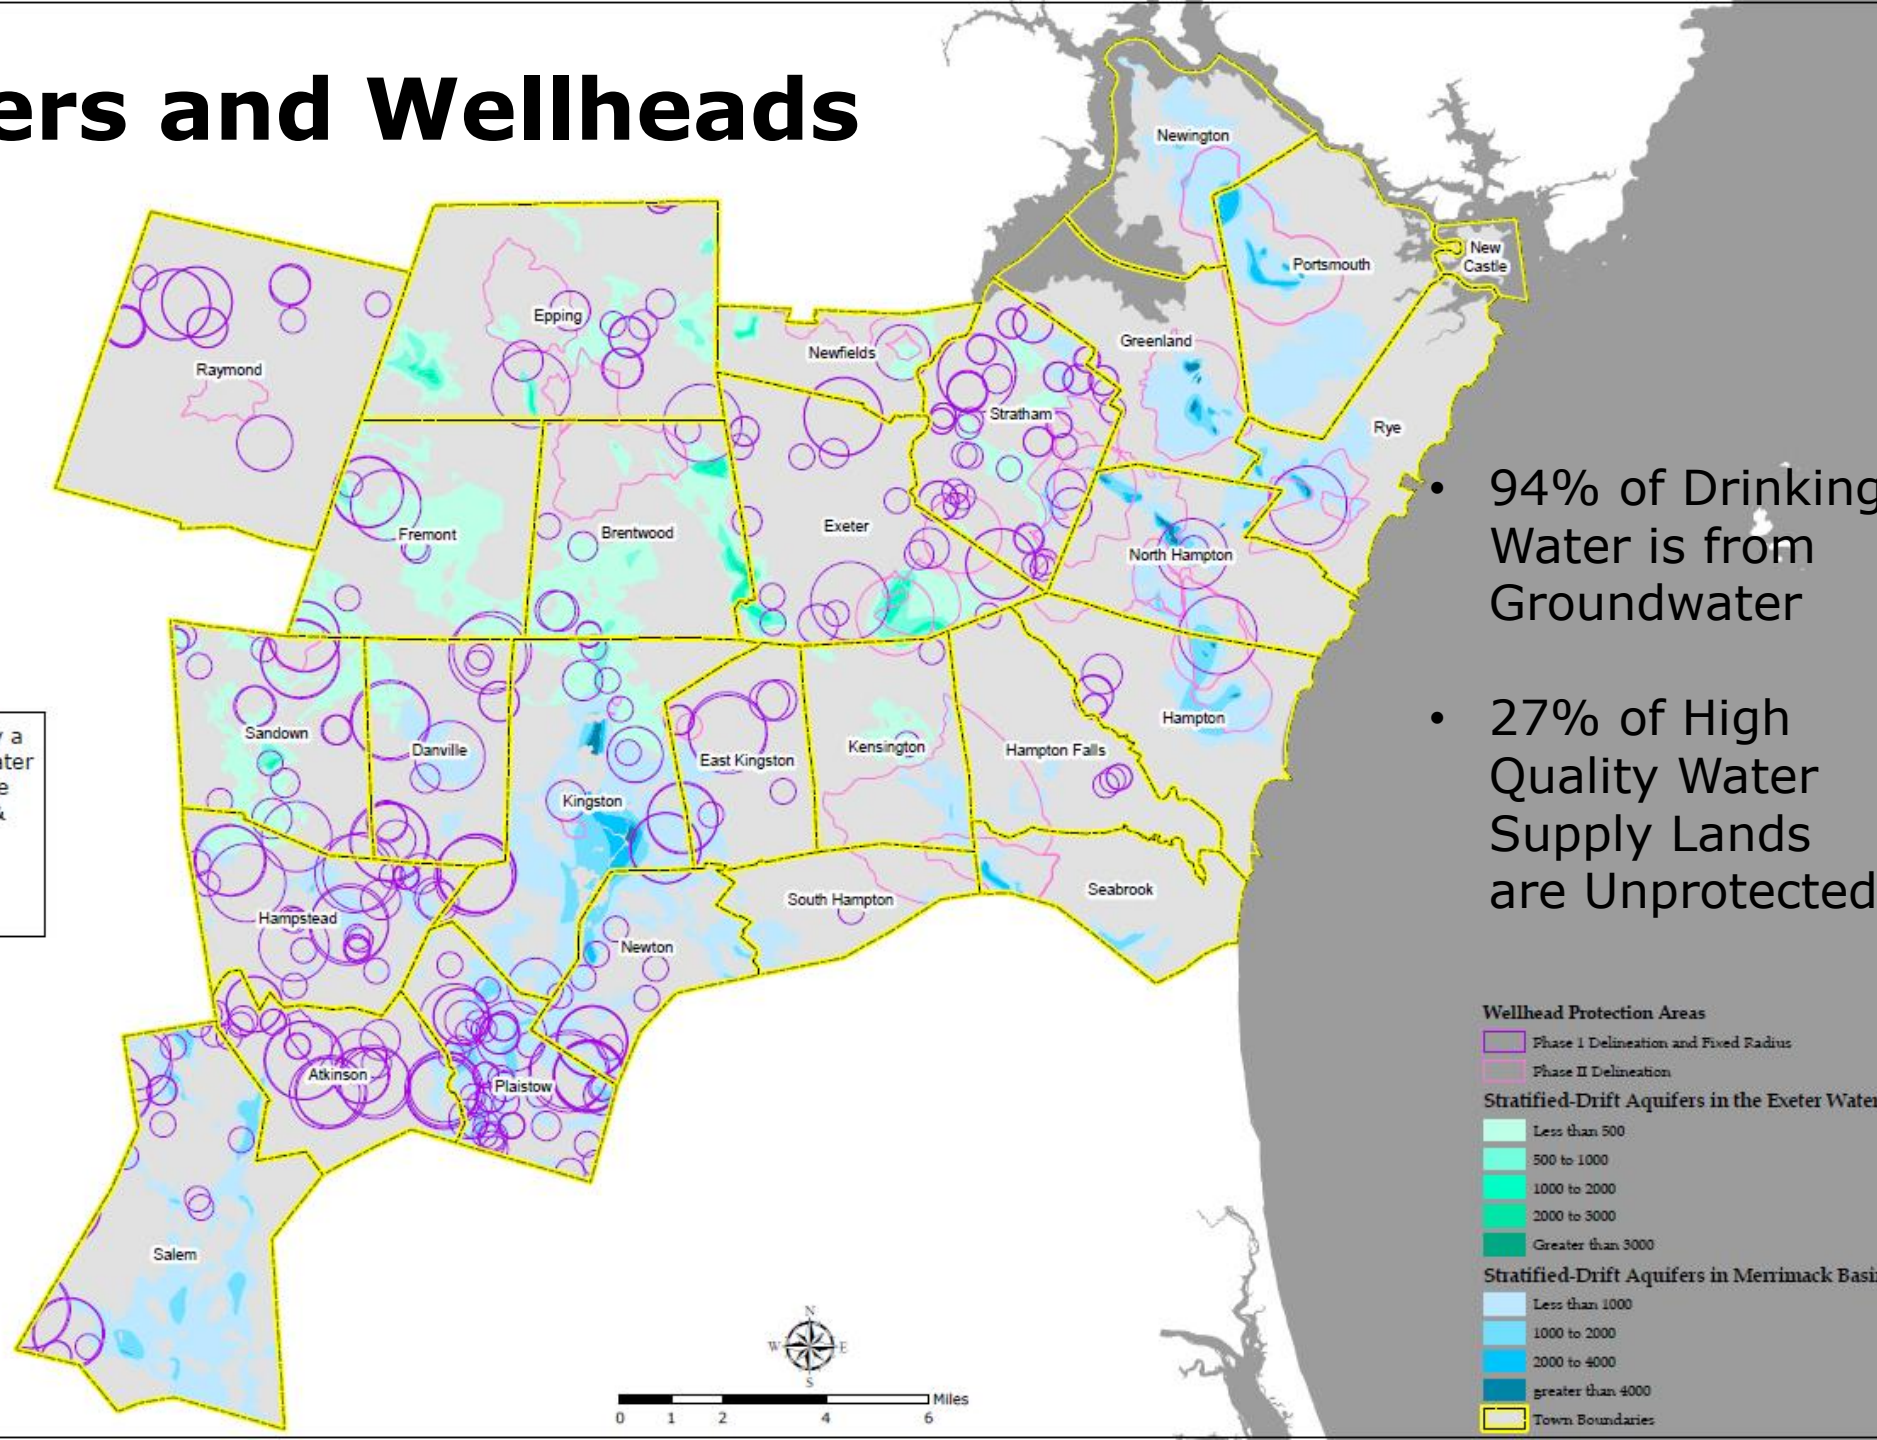 ers and Wellheads
Newington
New
Castle
Portsmouth
Epping
Greenland
Newfields
Raymond
Stratham
Rye
Exeter
Fremont
Brentwood
North Hampton
Sandown
Danville
East Kingston
Kensington
Hampton Falls
Hampton
Kingston
Seabrook
South Hampton
Hampstead
Newton
Atkinson
Plaistow
Salem
y a
ater
e
&
• 94% of Drinking
Water is from
Groundwater
• 27% of High
Quality Water
Supply Lands
are Unprotected
Wellhead Protection Areas
Phase I Delineation and Fixed Radius
Phase II Delineation
Stratified-Drift Aquifers in the Exeter Water
Less than 500
500 to 1000
1000 to 2000
2000 to 3000
Greater than 3000
Stratified-Drift Aquifers in Merrimack Basi
Less than 1000
1000 to 2000
2000 to 4000
greater than 4000
Town Boundaries
N
W E
S
Miles
0 1 2 4 6